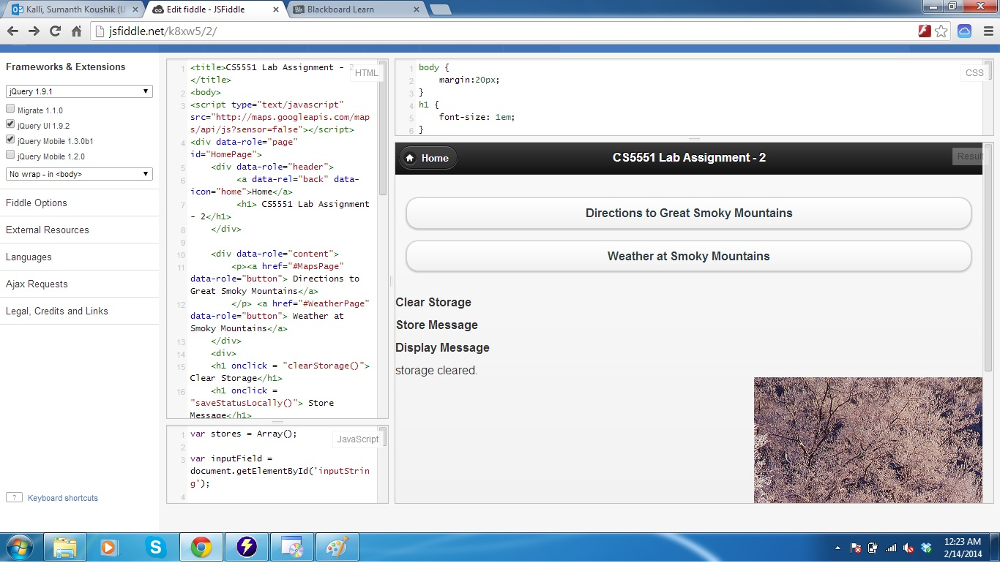 Kalli, Sumanth Koushik (U
Edit fiddle - JSFiddle
Blackboard Learn
jsfiddle.net/k8xw5/2/
Frameworks & Extensions
jQuery 1.9.1
Migrate 1.1.0
jQuery UI 1.9.2
jQuery Mobile 1.3.0b1
jQuery Mobile 1.2.0
No wrap - in <body>
Fiddle Options
External Resources
Languages
Ajax Requests
Legal, Credits and Links
? Keyboard shortcuts
HTML
1 <title>CS5551 Lab Assignment - 2
</title>
2 <body>
3 <script type="text/javascript"
src="http://maps.googleapis.com/map
s/api/js?sensor=false"></script>
4 <div data-role="page"
id="HomePage">
5 <div data-role="header">
6 <a data-rel="back" data-
icon="home">Home</a>
7 <h1> CS5551 Lab Assignment
- 2</h1>
8 </div>
9
10 <div data-role="content">
11 <p><a href="#MapsPage"
data-role="button"> Directions to
Great Smoky Mountains</a>
12 </p> <a href="#WeatherPage"
data-role="button"> Weather at
Smoky Mountains</a>
13 </div>
14 <div>
15 <h1 onclick = "clearStorage()">
Clear Storage</h1>
16 <h1 onclick =
"saveStatusLocally()"> Store
Message</h1>
JavaScript
1 var stores = Array();
2
3 var inputField =
document.getElementById('inputStrin
g');
4
CSS
1 body {
2 margin:20px;
3 }
4 h1 {
5 font-size: 1em;
6 }
Home
CS5551 Lab Assignment - 2
Result
Directions to Great Smoky Mountains
Weather at Smoky Mountains
Clear Storage
Store Message
Display Message
storage cleared.
12:23 AM
2/14/2014